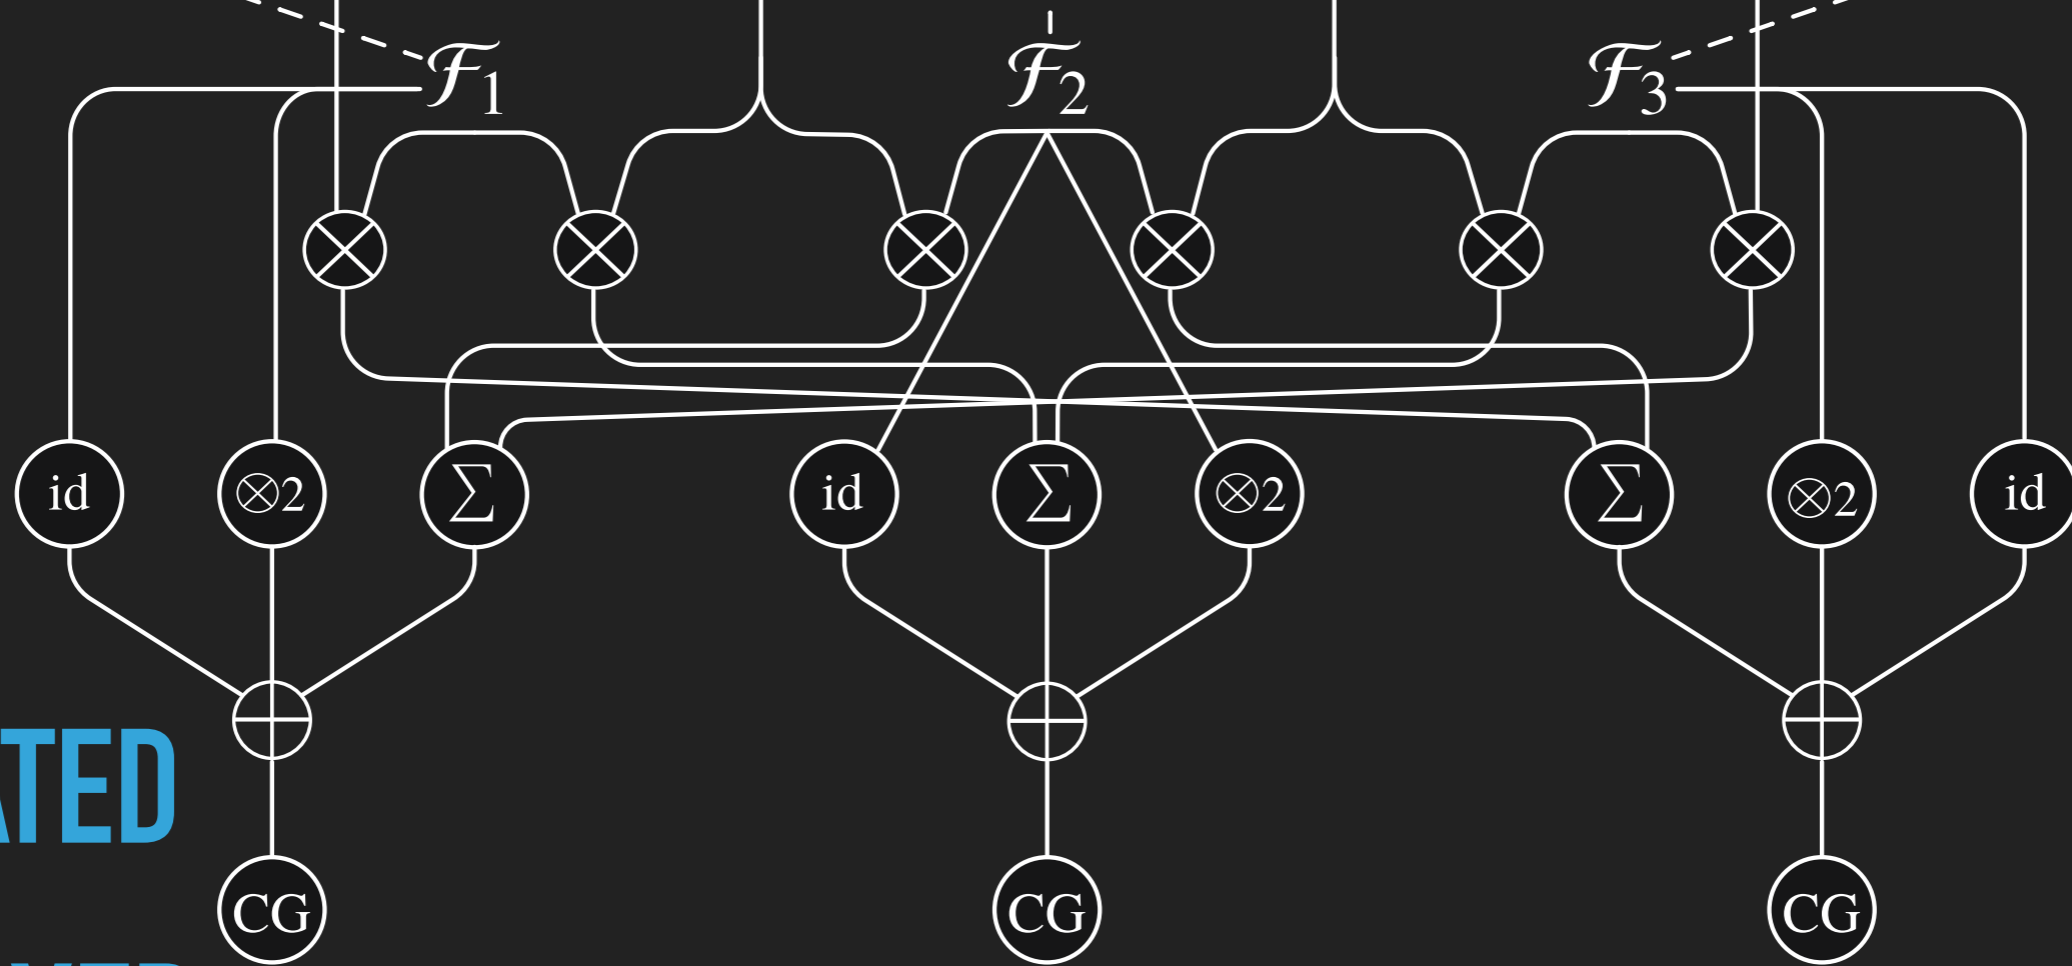 ℱ1 ℱ2 ℱ3
id ⊗2 Σ id Σ ⊗2 Σ ⊗2 id
ATED
CG CG CG